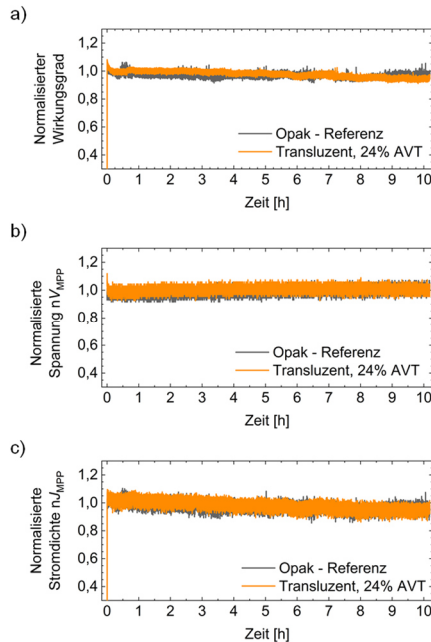 a)
Normalisierter
Wirkungsgrad
1,2
1,0
0,8
0,6
0,4
Opak - Referenz
Transluzent, 24% AVT
0 1 2 3 4 5 6 7 8 9 10
Zeit [h]
b)
Normalisierte
Spannung nVMPP
1,2
1,0
0,8
0,6
0,4
Opak - Referenz
Transluzent, 24% AVT
0 1 2 3 4 5 6 7 8 9 10
Zeit [h]
c)
Normalisierte
Stromdichte nJMPP
1,2
1,0
0,8
0,6
0,4
Opak - Referenz
Transluzent, 24% AVT
0 1 2 3 4 5 6 7 8 9 10
Zeit [h]